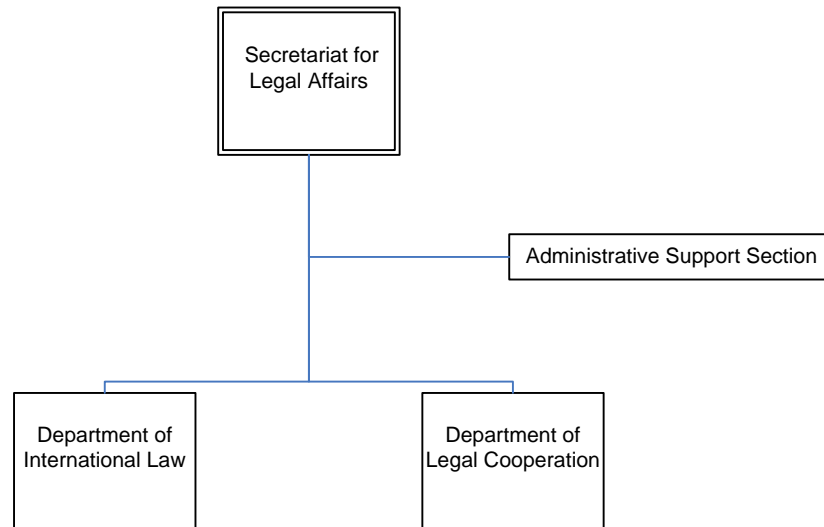 Secretariat for
Legal Affairs
Administrative Support Section
Department of
International Law
Department of
Legal Cooperation